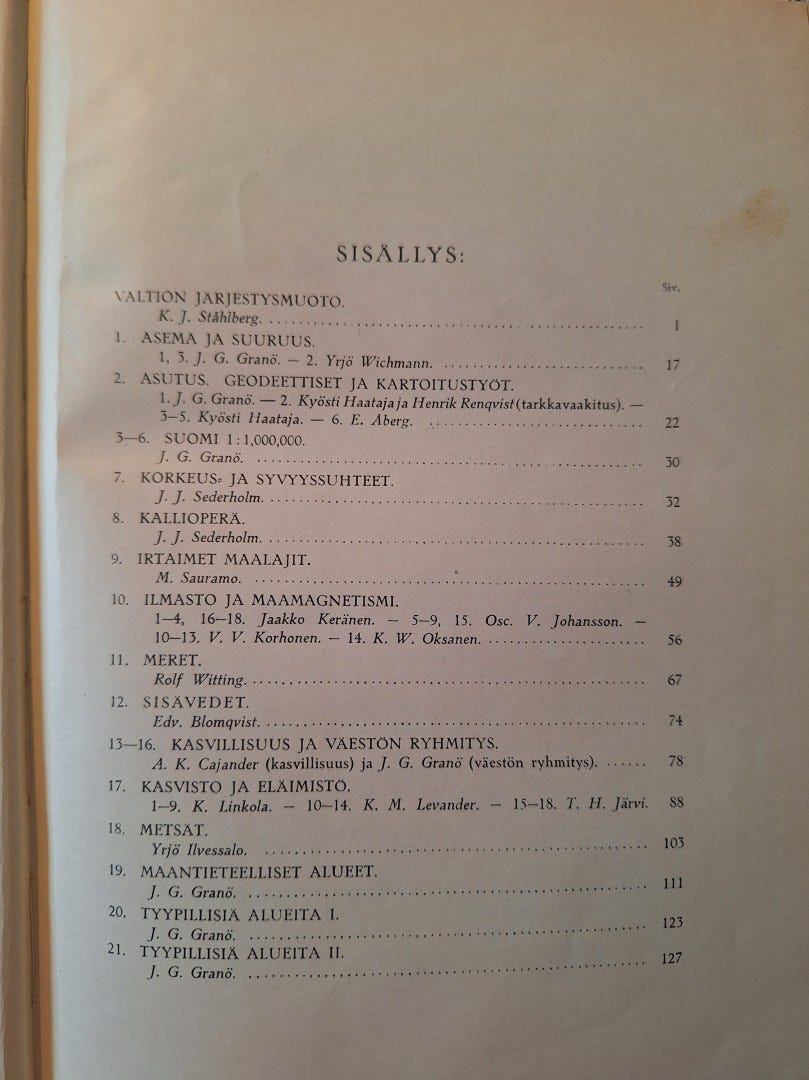 SISÄLLYS:
Siv.
VALTION JÄRJESTYSMUOTO.
K. J. Ståhlberg. 1
1. ASEMA JA SUURUUS.
1, 3. J. G. Granö. — 2. Yrjö Wichmann. 17
2. ASUTUS. GEODEETTISET JA KARTOITUSTYÖT.
1. J. G. Granö. — 2. Kyösti Haataja ja Henrik Renqvist (tarkkavaakitus). —
3—5. Kyösti Haataja. — 6. E. Åberg. 22
3—6. SUOMI 1:1,000,000.
J. G. Granö. 30
7. KORKEUS- JA SYVYYSSUHTEET.
J. J. Sederholm. 32
8. KALLIOPERÄ.
J. J. Sederholm. 38
9. IRTAIMET MAALAJIT.
M. Sauramo. 49
10. ILMASTO JA MAAMAGNETISMI.
1—4, 16—18. Jaakko Keränen. — 5—9, 15. Osc. V. Johansson. —
10—13. V. V. Korhonen. — 14. K. W. Oksanen. 56
11. MERET.
Rolf Witting. 67
12. SISÄVEDET.
Edv. Blomqvist. 74
13—16. KASVILLISUUS JA VÄESTÖN RYHMITYS.
A. K. Cajander (kasvillisuus) ja J. G. Granö (väestön ryhmitys). 78
17. KASVISTO JA ELÄIMISTÖ.
1—9. K. Linkola. — 10—14. K. M. Levander. — 15—18. T. H. Järvi. 88
18. METSÄT.
Yrjö Ilvessalo. 103
19. MAANTIETEELLISET ALUEET.
J. G. Granö. 111
20. TYYPILLISIÄ ALUEITA I.
J. G. Granö. 123
21. TYYPILLISIÄ ALUEITA II.
J. G. Granö. 127